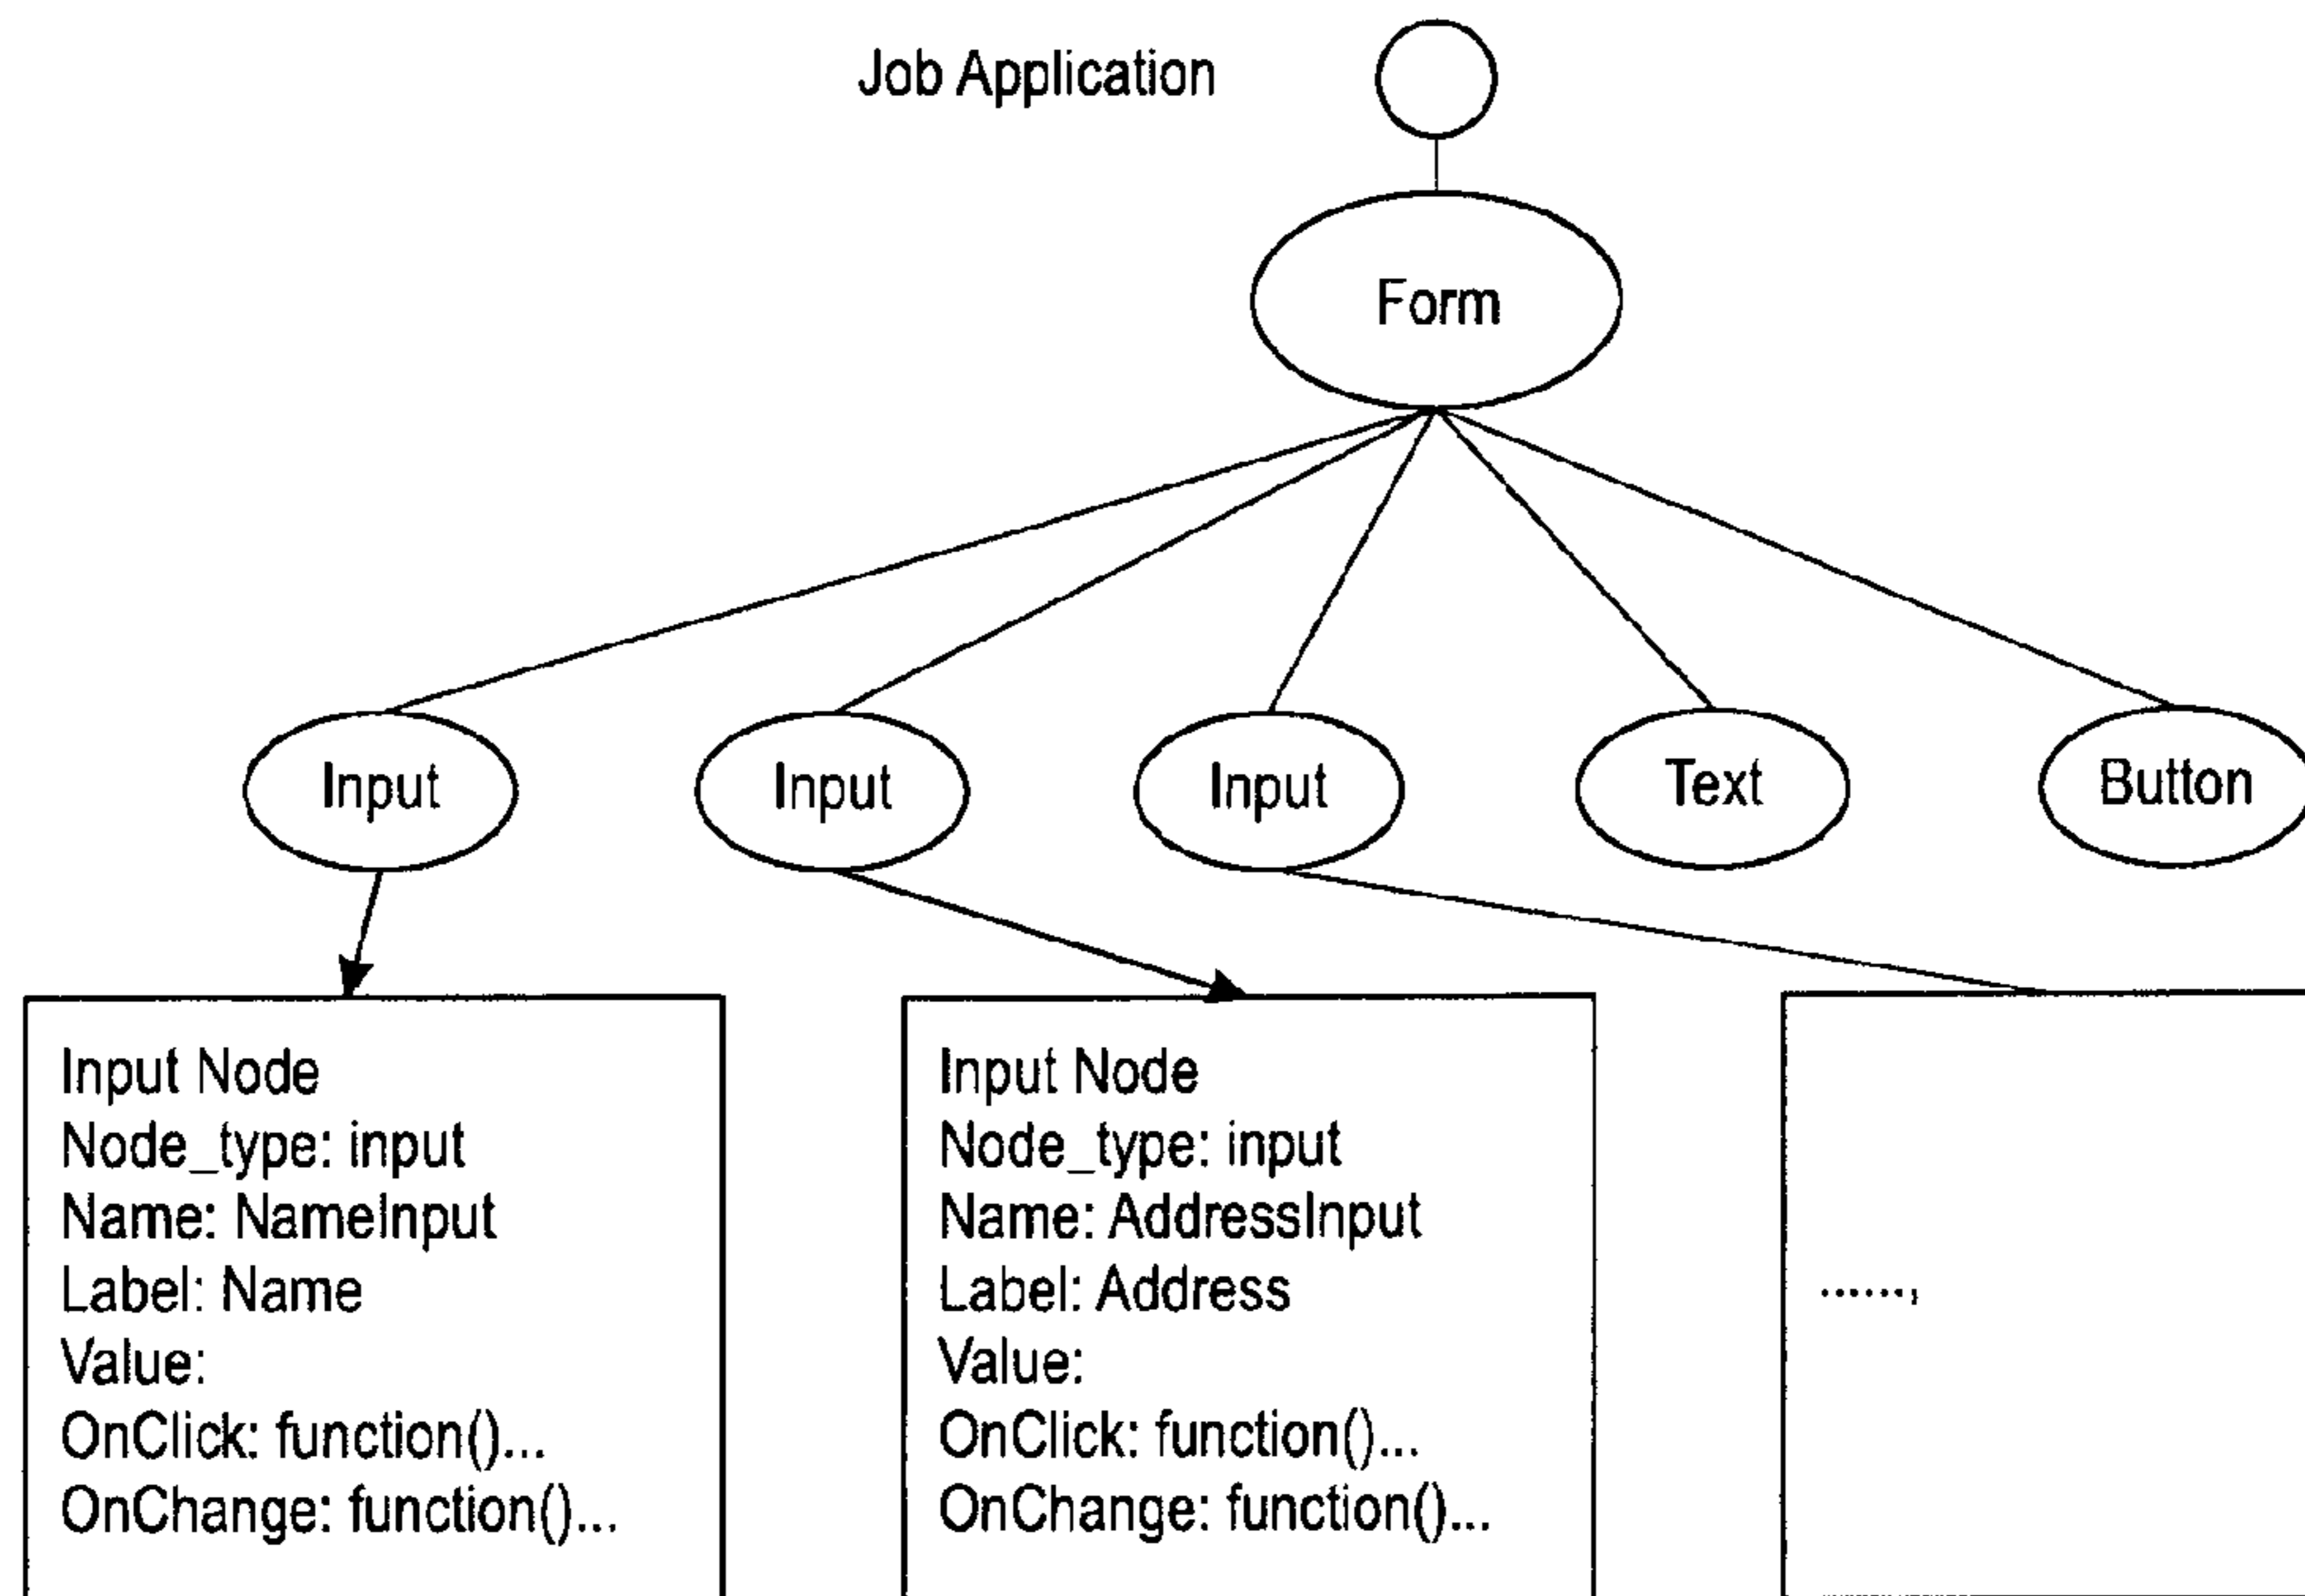 Job Application
Form
Input
Input
Input
Text
Button
Input Node
Node_type: input
Name: NameInput
Label: Name
Value:
OnClick: function()...
OnChange: function()...
Input Node
Node_type: input
Name: AddressInput
Label: Address
Value:
OnClick: function()...
OnChange: function()...
......,